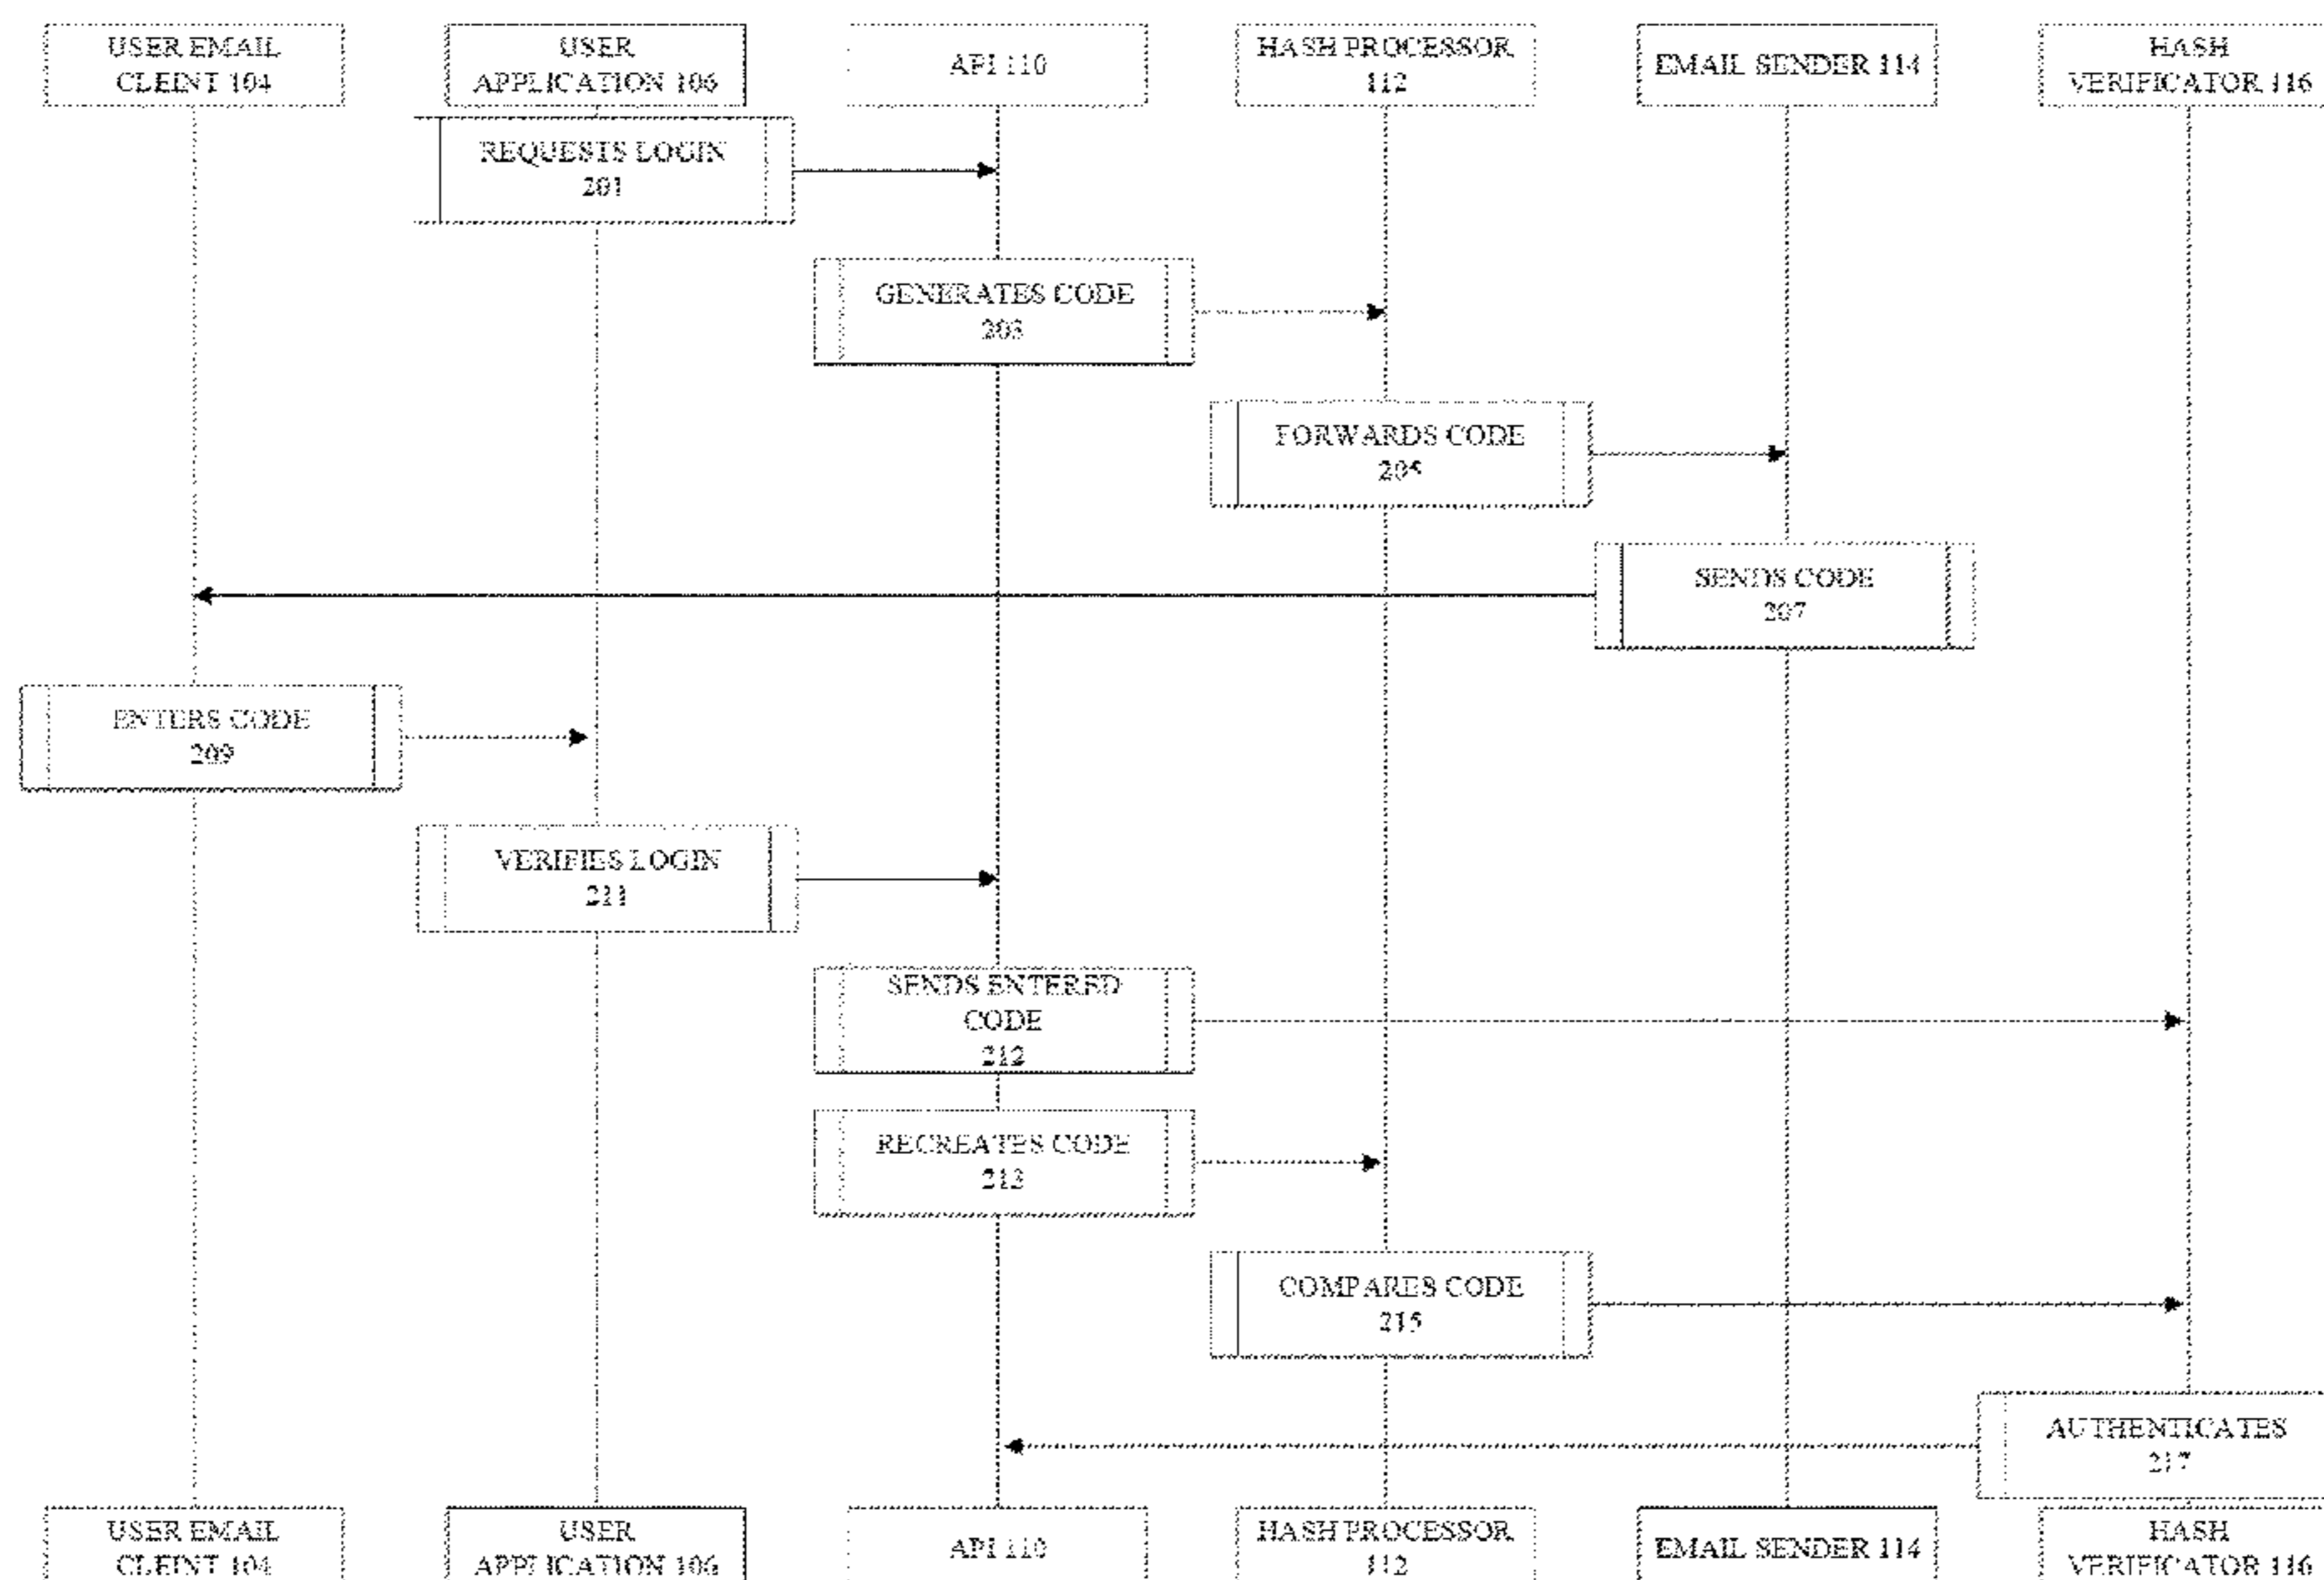 USER EMAIL
CLEINT 104
USER
APPLICATION 106
API 110
HASH PROCESSOR
112
EMAIL SENDER 114
HASH
VERIFICATOR 116
REQUESTS LOGIN
201
GENERATES CODE
203
FORWARDS CODE
205
SENDS CODE
207
ENTERS CODE
209
VERIFIES LOGIN
211
SENDS ENTERED
CODE
212
RECREATES CODE
213
COMPARES CODE
215
AUTHENTICATES
217
USER EMAIL
CLEINT 104
USER
APPLICATION 106
API 110
HASH PROCESSOR
112
EMAIL SENDER 114
HASH
VERIFICATOR 116